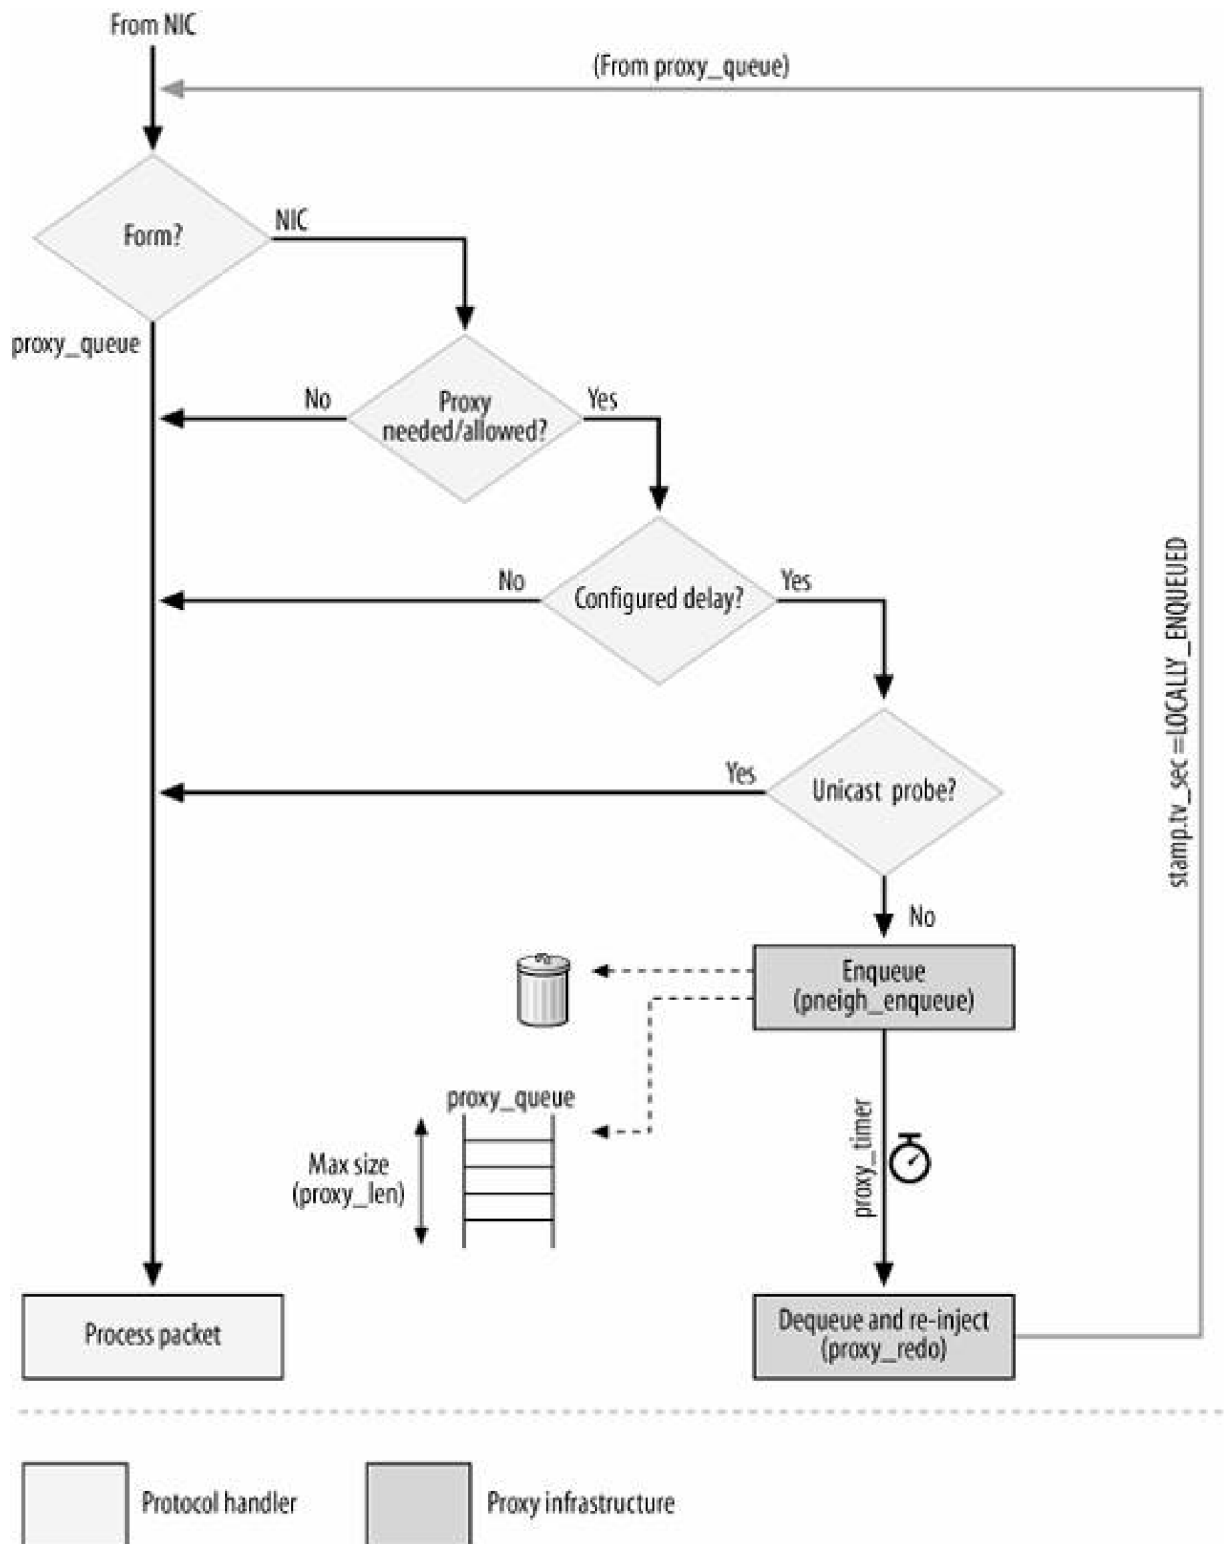 From NIC
(From proxy_queue)
Form?
NIC
proxy_queue
No
Proxy
needed/allowed?
Yes
No
Configured delay?
Yes
stamp.tv_sec=LOCALLY_ENQUEUED
Yes
Unicast probe?
No
Enqueue
(pneigh_enqueue)
proxy_queue
Max size
(proxy_len)
proxy_timer
Process packet
Dequeue and re-inject
(proxy_redo)
Protocol handler
Proxy infrastructure